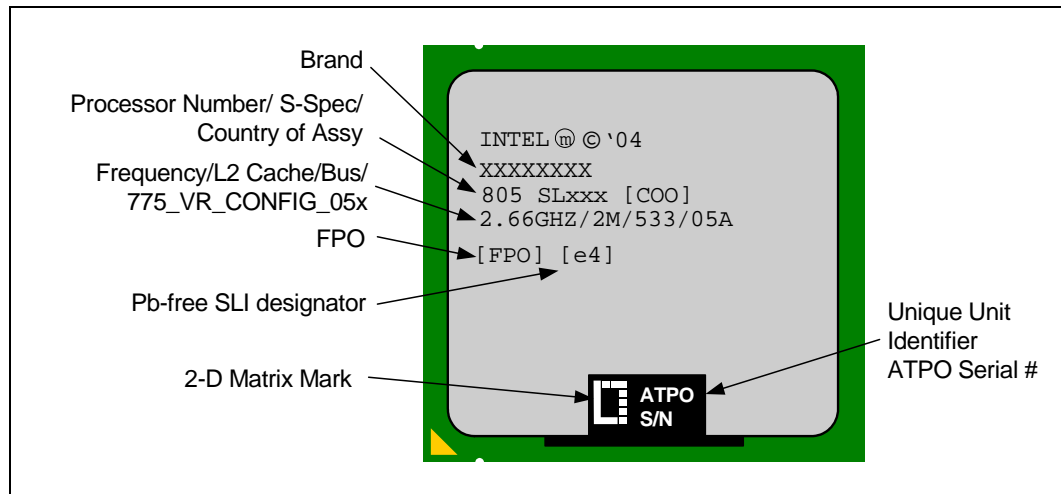 Brand
Processor Number/ S-Spec/
Country of Assy
Frequency/L2 Cache/Bus/
775_VR_CONFIG_05x
FPO
Pb-free SLI designator
2-D Matrix Mark
INTEL ⓜ © ‘04
XXXXXXXX
805 SLxxx [COO]
2.66GHZ/2M/533/05A
[FPO] [e4]
ATPO
S/N
Unique Unit
Identifier
ATPO Serial #